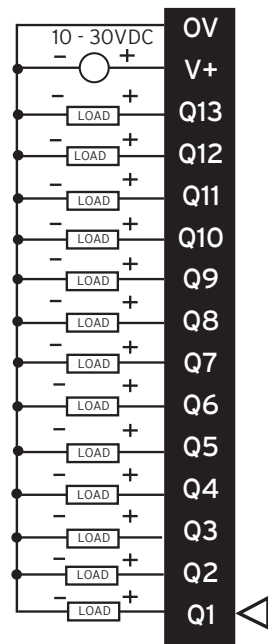 10 - 30VDC 0V
- + V+
- + LOAD Q13
- + LOAD Q12
- + LOAD Q11
- + LOAD Q10
- + LOAD Q9
- + LOAD Q8
- + LOAD Q7
- + LOAD Q6
- + LOAD Q5
- + LOAD Q4
- + LOAD Q3
- + LOAD Q2
- + LOAD Q1